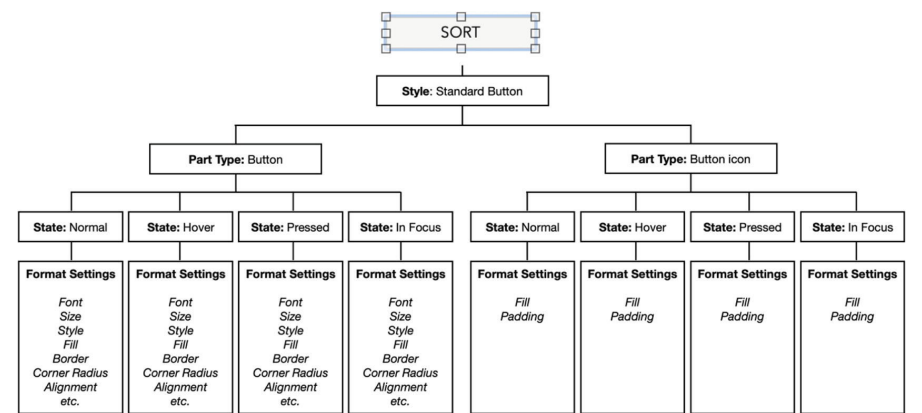 SORT
Style: Standard Button
Part Type: Button
Part Type: Button icon
State: Normal
State: Hover
State: Pressed
State: In Focus
State: Normal
State: Hover
State: Pressed
State: In Focus
Format Settings
Font
Size
Style
Fill
Border
Corner Radius
Alignment
etc.
Format Settings
Font
Size
Style
Fill
Border
Corner Radius
Alignment
etc.
Format Settings
Font
Size
Style
Fill
Border
Corner Radius
Alignment
etc.
Format Settings
Font
Size
Style
Fill
Border
Corner Radius
Alignment
etc.
Format Settings
Fill
Padding
Format Settings
Fill
Padding
Format Settings
Fill
Padding
Format Settings
Fill
Padding